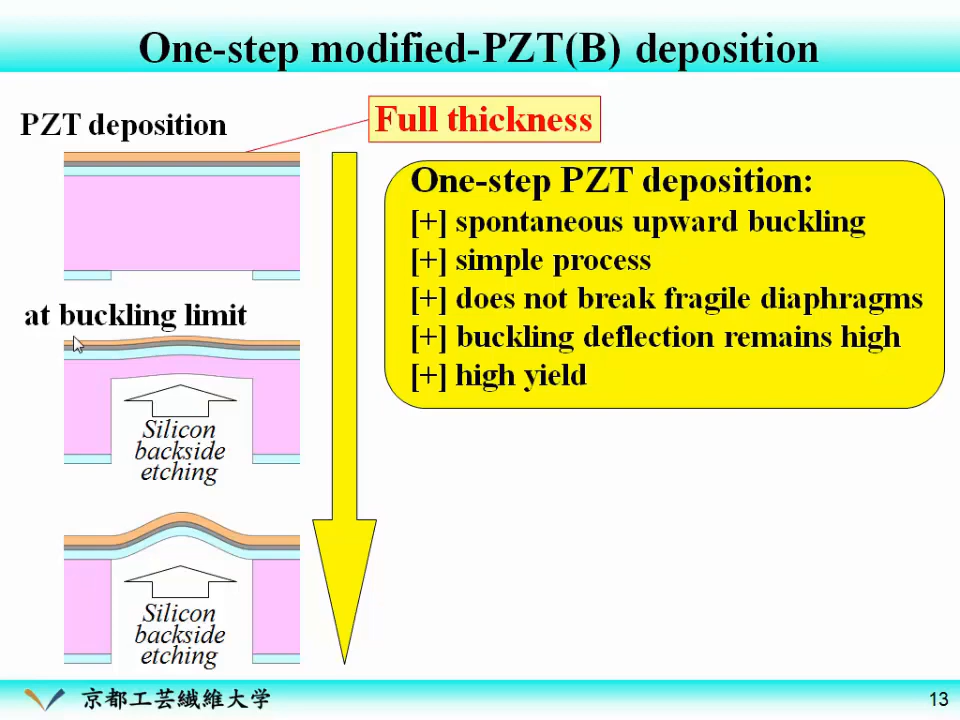 One-step modified-PZT(B) deposition
PZT deposition
Full thickness
One-step PZT deposition:
[+] spontaneous upward buckling
[+] simple process
[+] does not break fragile diaphragms
[+] buckling deflection remains high
[+] high yield
at buckling limit
Silicon
backside
etching
Silicon
backside
etching
京都工芸繊維大学
13